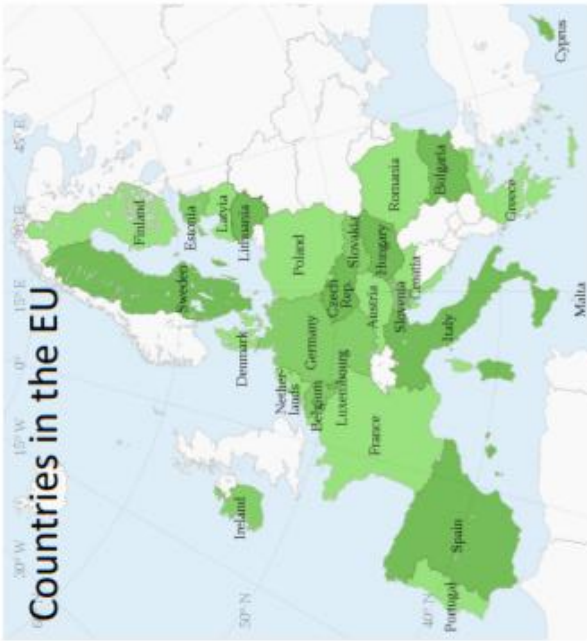 Countries in the EU
30° W
15° W
0°
15° E
45° E
50° N
40° N
Finland
Sweden
Estonia
Latvia
Lithuania
Denmark
Ireland
Nether-
lands
Belgium
Luxembourg
Germany
Poland
Czech
Rep.
Slovakia
Austria
Hungary
Romania
Slovenia
Croatia
Bulgaria
France
Italy
Spain
Portugal
Greece
Malta
Cyprus